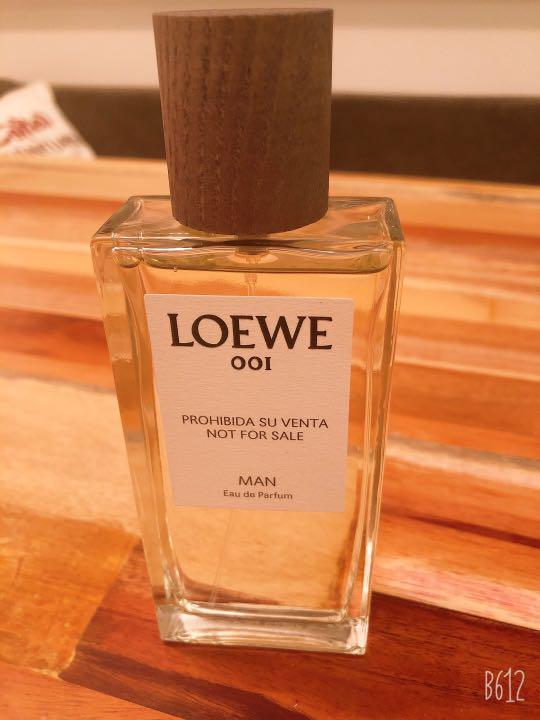 LOEWE
001
PROHIBIDA SU VENTA
NOT FOR SALE
MAN
Eau de Parfum
B612